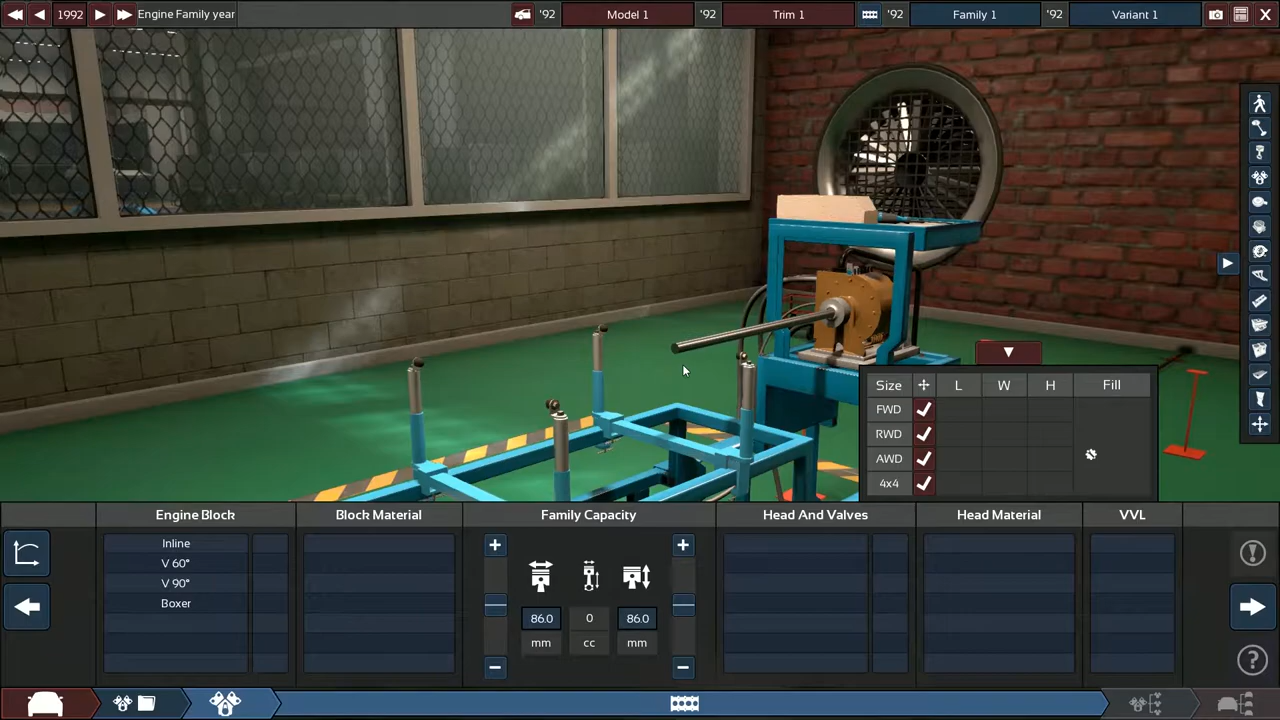 1992 Engine Family year '92 Model 1 '92 Trim 1 '92 Family 1 '92 Variant 1
Size L W H Fill
FWD
RWD
AWD
4x4
Engine Block Block Material Family Capacity Head And Valves Head Material VVL
Inline
V 60°
V 90°
Boxer
86.0 0 86.0
mm cc mm